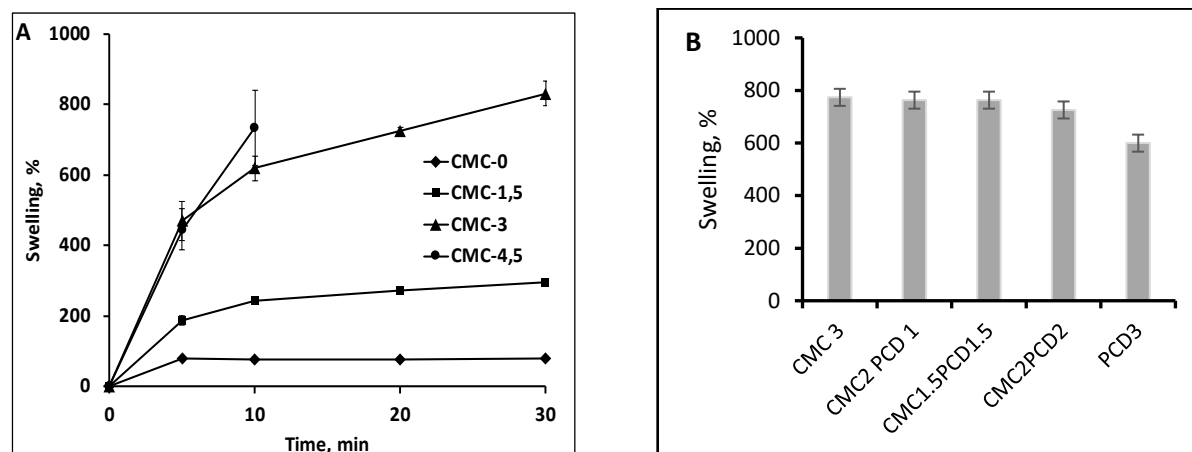 A
Swelling, %
1000
800
600
400
200
0
0 10 20 30
Time, min
CMC-0
CMC-1,5
CMC-3
CMC-4,5
B
Swelling, %
1000
800
600
400
200
0
CMC 3
CMC2 PCD 1
CMC1.5PCD1.5
CMC2PCD2
PCD3